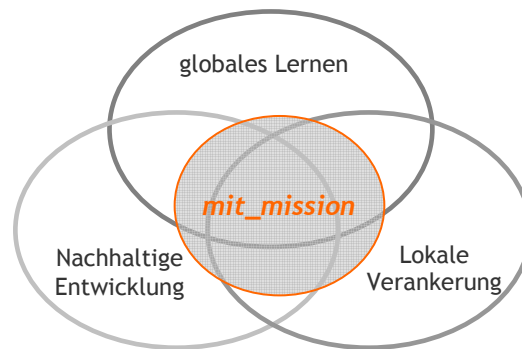 globales Lernen
mit_mission
Nachhaltige
Entwicklung
Lokale
Verankerung